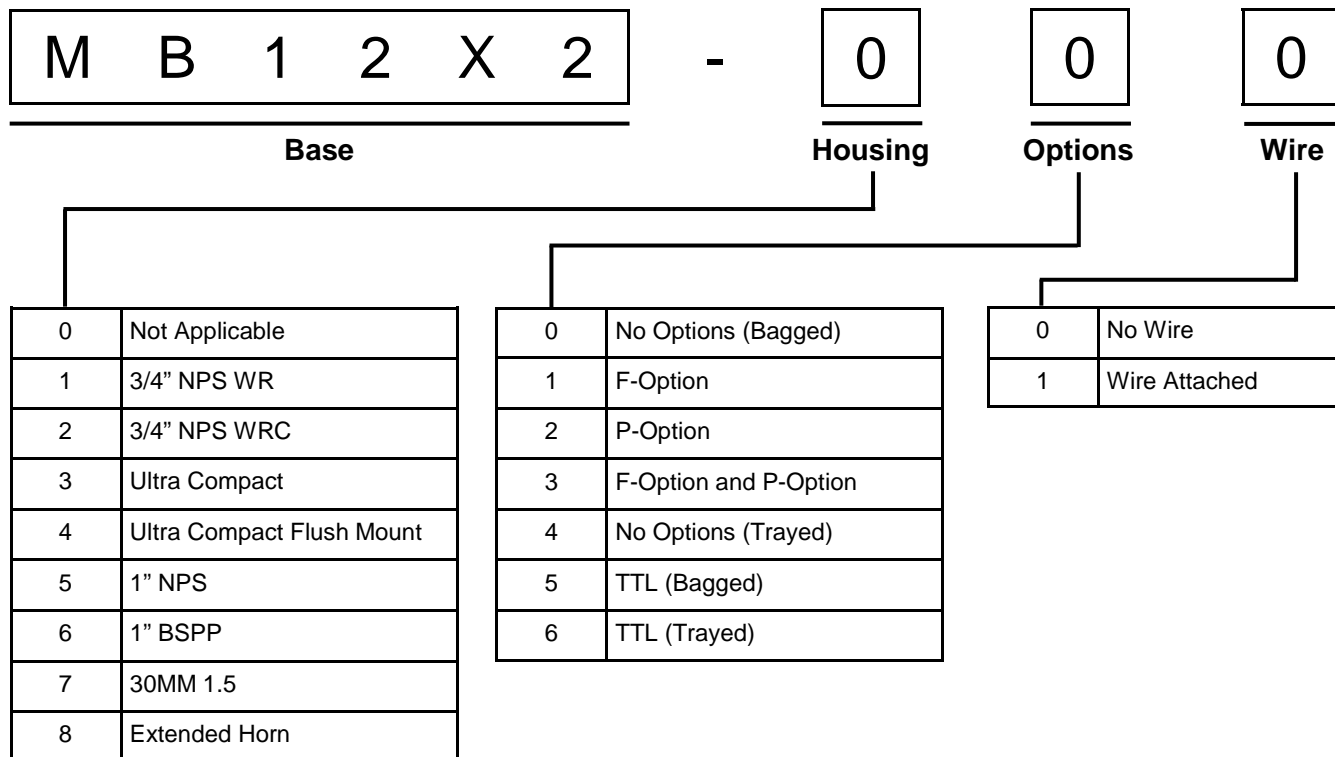 M B 1 2 X 2 - 0 0 0
Base Housing Options Wire
0 Not Applicable
1 3/4” NPS WR
2 3/4” NPS WRC
3 Ultra Compact
4 Ultra Compact Flush Mount
5 1” NPS
6 1” BSPP
7 30MM 1.5
8 Extended Horn
0 No Options (Bagged)
1 F-Option
2 P-Option
3 F-Option and P-Option
4 No Options (Trayed)
5 TTL (Bagged)
6 TTL (Trayed)
0 No Wire
1 Wire Attached